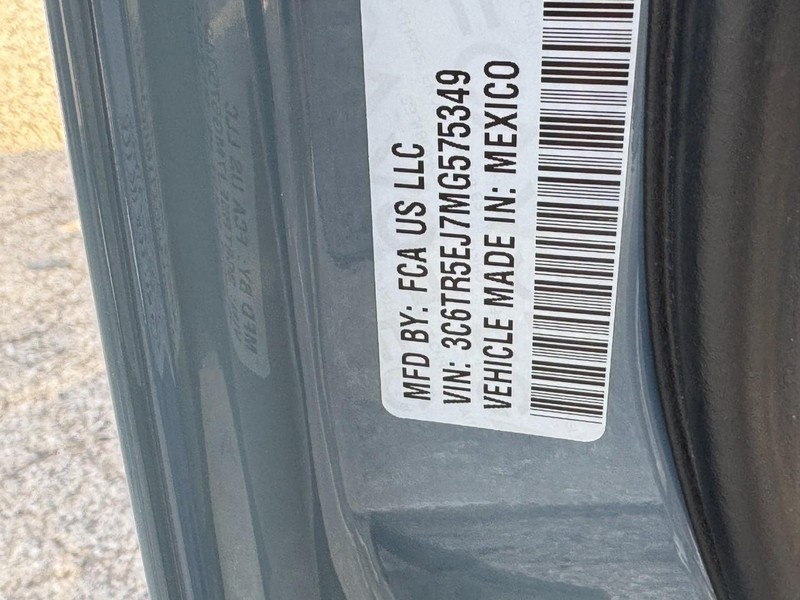 MFD BY: FCA US LLC
VIN: 3C6TR5EJ7MG575349
VEHICLE MADE IN: MEXICO